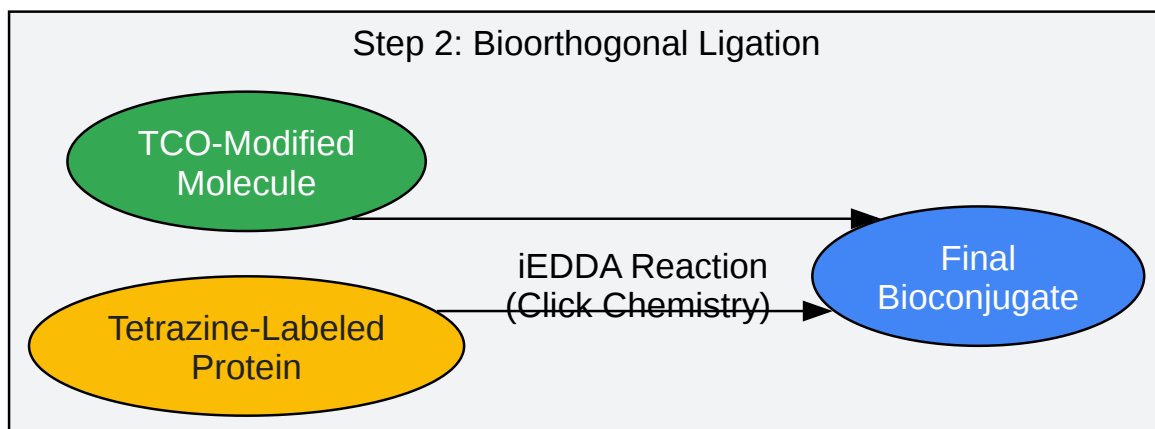 Step 2: Bioorthogonal Ligation
TCO-Modified
Molecule
iEDDA Reaction
(Click Chemistry)
Tetrazine-Labeled
Protein
Final
Bioconjugate